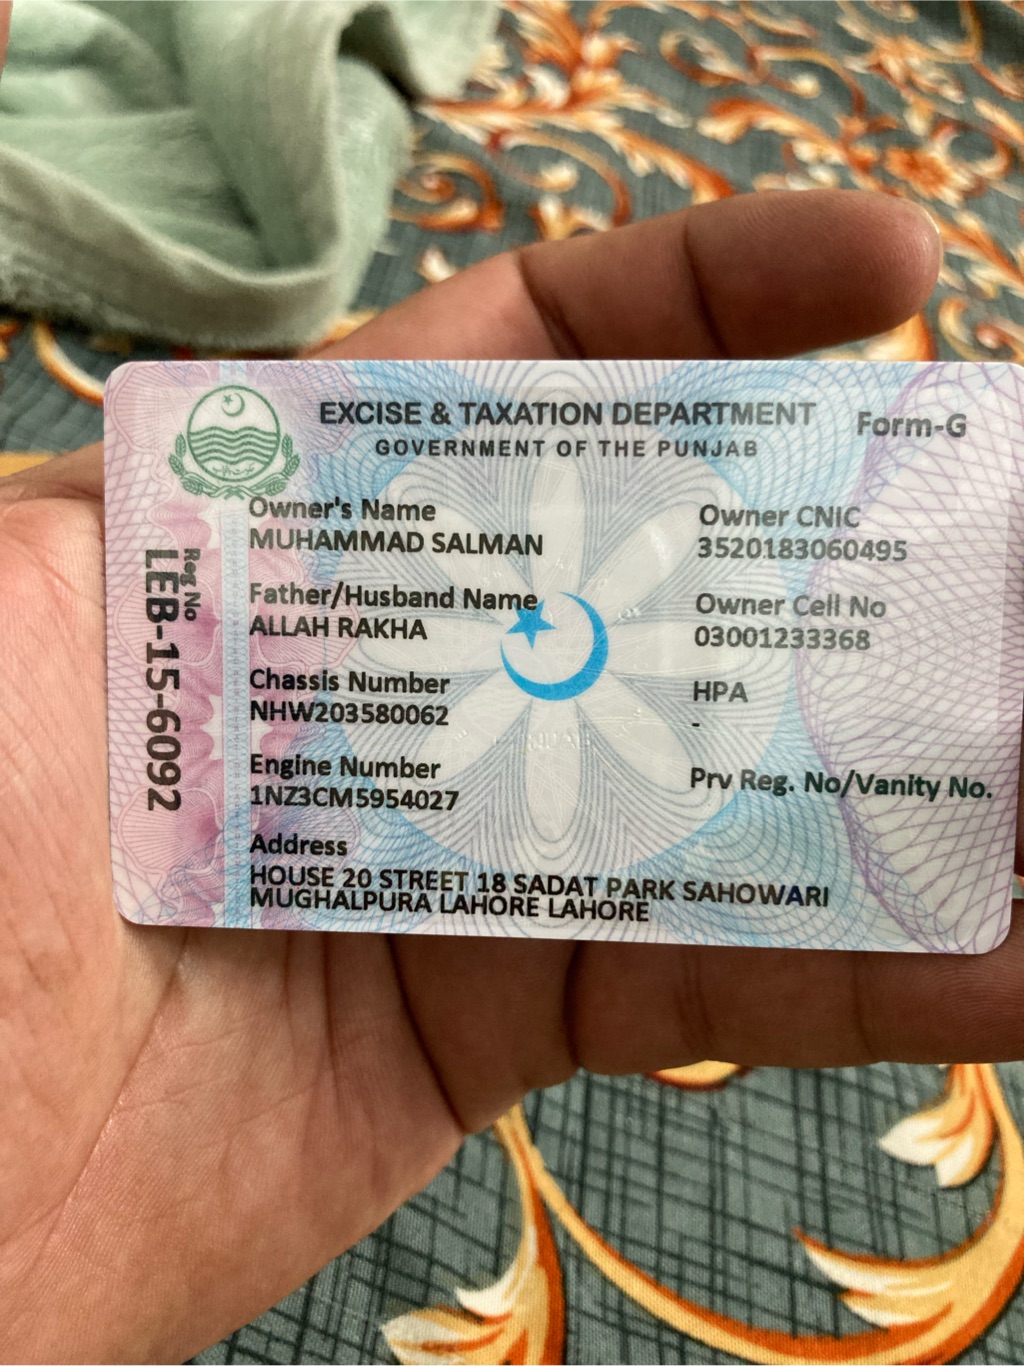 EXCISE & TAXATION DEPARTMENT
GOVERNMENT OF THE PUNJAB
Form-G
Reg No
LEB-15-6092
Owner's Name
MUHAMMAD SALMAN
Owner CNIC
3520183060495
Father/Husband Name
ALLAH RAKHA
Owner Cell No
03001233368
Chassis Number
NHW203580062
HPA
-
Engine Number
1NZ3CM5954027
Prv Reg. No/Vanity No.
Address
HOUSE 20 STREET 18 SADAT PARK SAHOWARI
MUGHALPURA LAHORE LAHORE